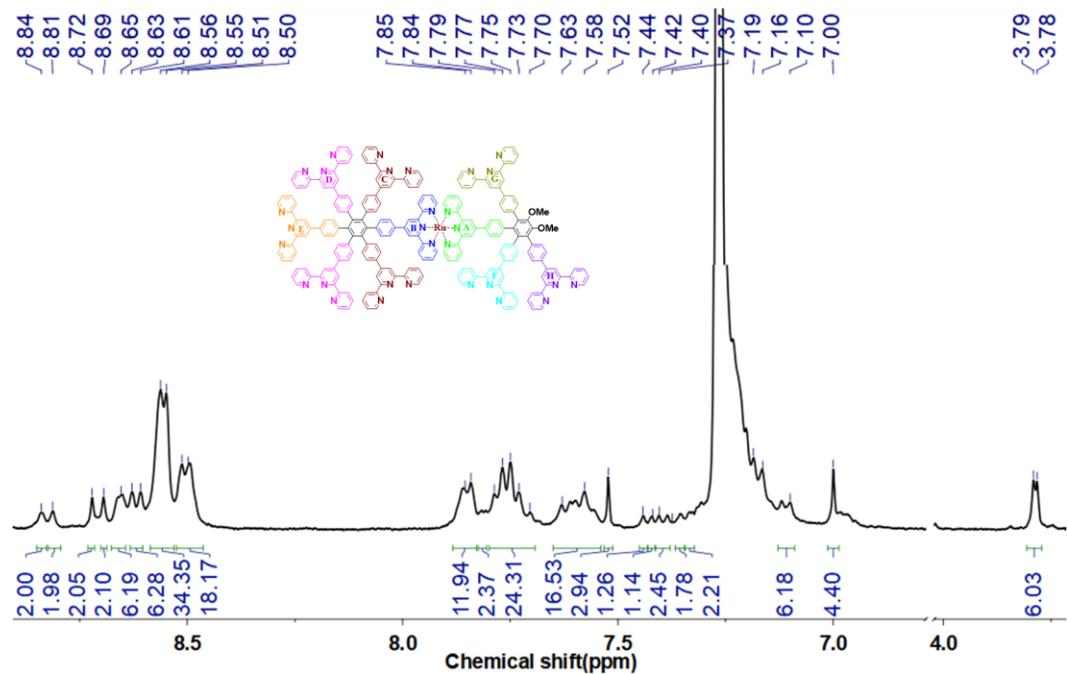 8.84 8.81 8.72 8.69 8.65 8.63 8.61 8.56 8.55 8.51 8.50 7.85 7.84 7.79 7.77 7.75 7.73 7.70 7.63 7.58 7.52 7.44 7.42 7.40 7.37 7.19 7.16 7.10 7.00 3.79 3.78
N N N N
N D N N C N N G N
N N N OMe
E N B N Ru N A OMe
N N N
N N N N N F N N H N
N N N N
2.00 1.98 2.05 2.10 6.19 6.28 34.35 18.17 11.94 2.37 24.31 16.53 2.94 1.26 1.14 2.45 1.78 2.21 6.18 4.40 6.03
8.5 8.0 7.5 7.0 4.0
Chemical shift(ppm)